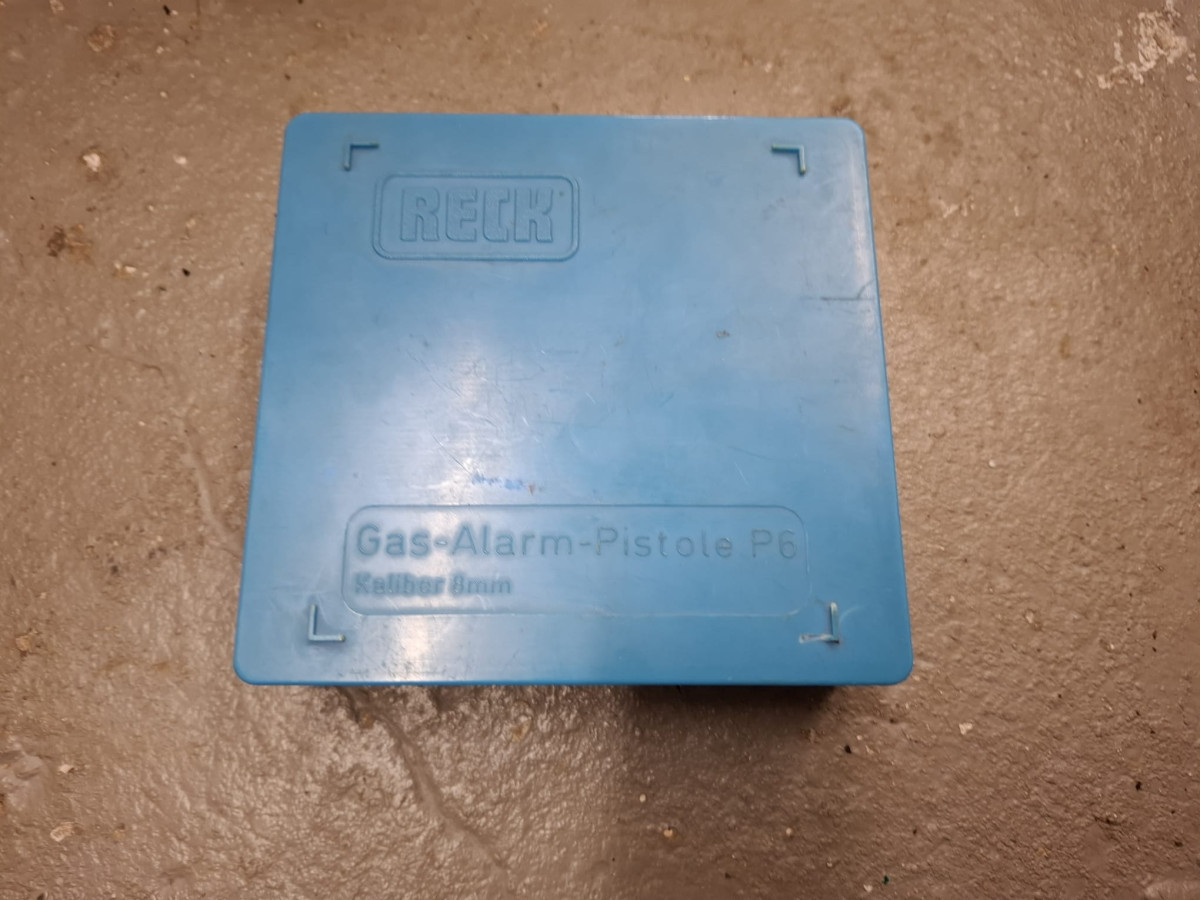 RECK
Gas-Alarm-Pistole P6
Kaliber 8mm